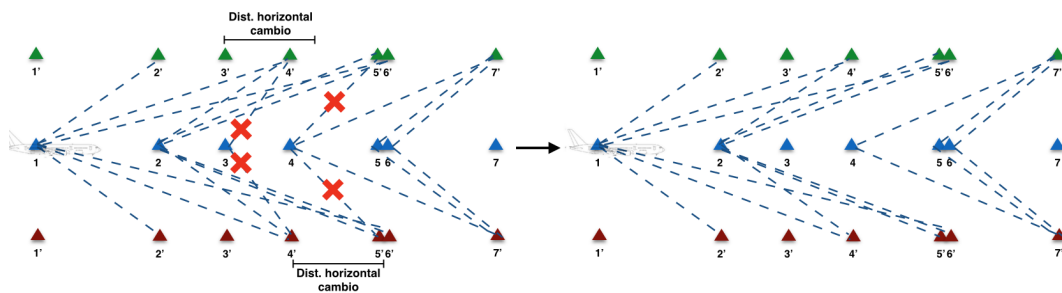 Dist. horizontal
cambio
1' 2' 3' 4' 5' 6' 7' 1' 2' 3' 4' 5' 6' 7'
1 2 3 4 5 6 7 1 2 3 4 5 6 7
1' 2' 3' 4' 5' 6' 7' 1' 2' 3' 4' 5' 6' 7'
Dist. horizontal
cambio